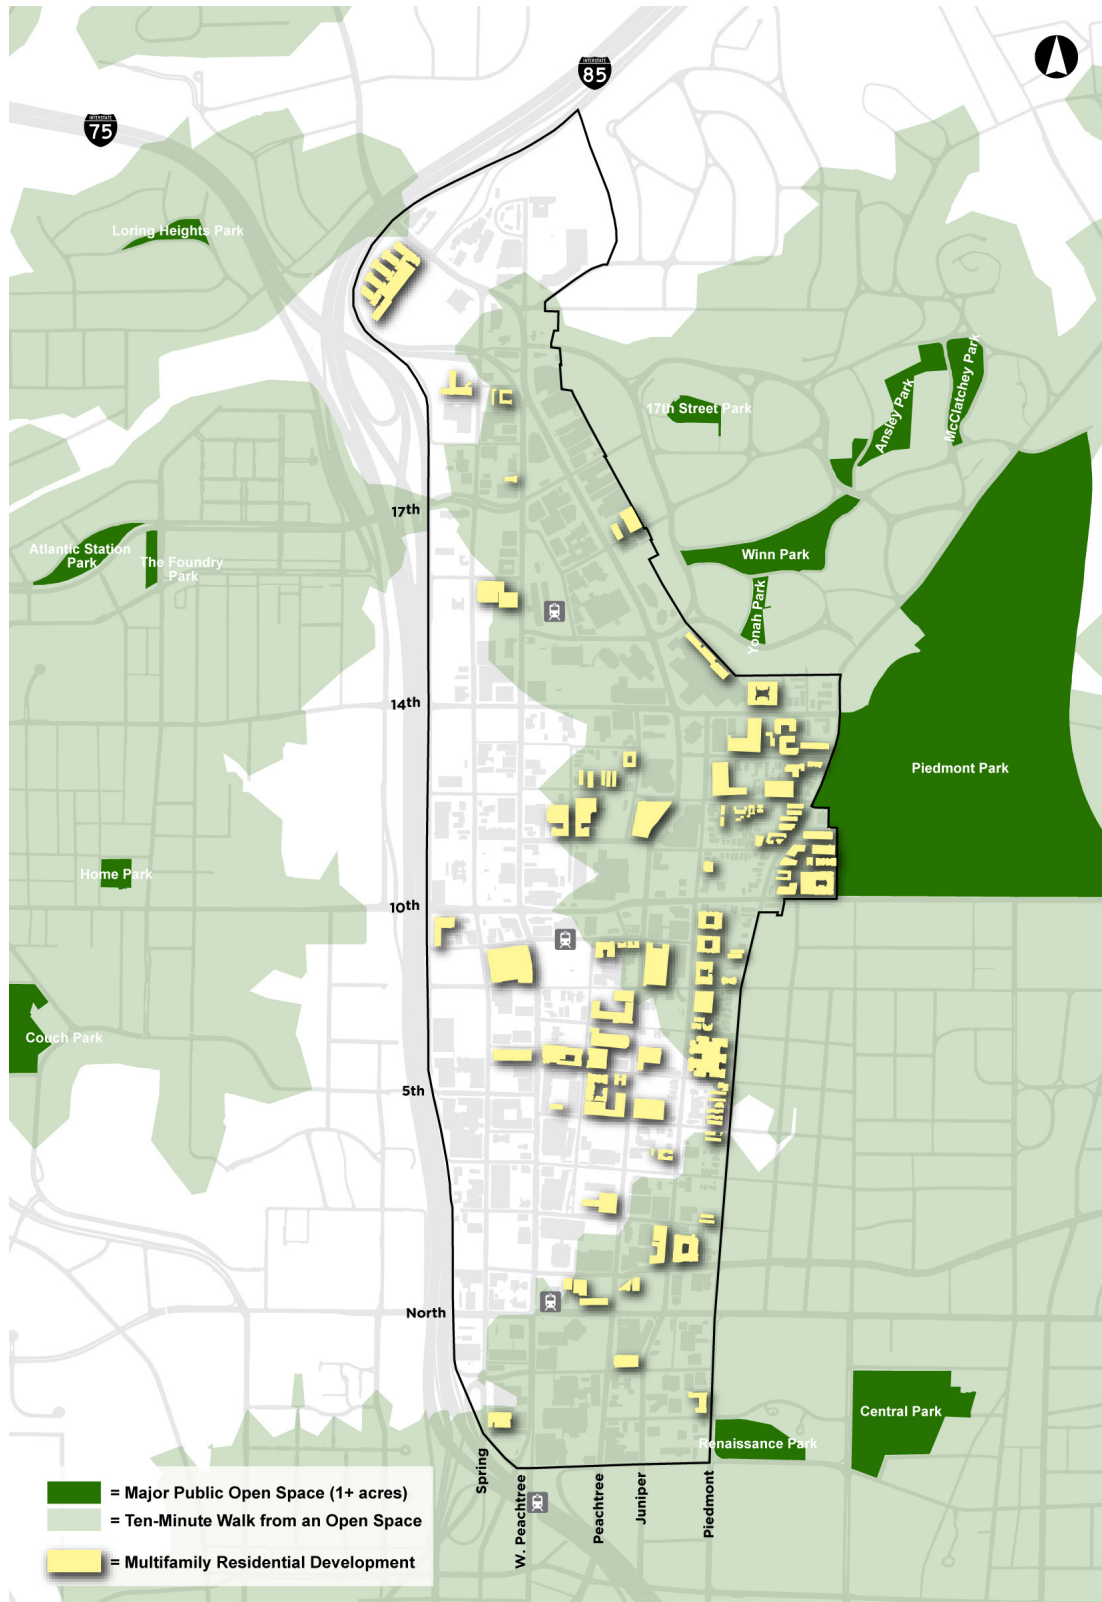 INTERSTATE
85
INTERSTATE
75
Loring Heights Park
McClatchey Park
Ansley Park
17th Street Park
17th
Atlantic Station
Park
The Foundry
Park
Winn Park
Yonah Park
14th
Piedmont Park
Home Park
10th
Couch Park
5th
North
Central Park
Renaissance Park
Spring
W. Peachtree
Peachtree
Juniper
Piedmont
= Major Public Open Space (1+ acres)
= Ten-Minute Walk from an Open Space
= Multifamily Residential Development